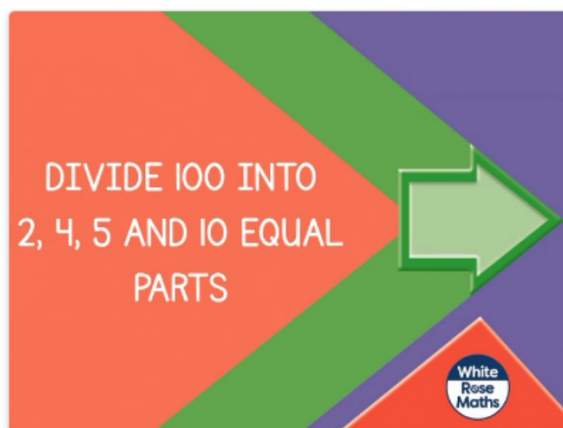 DIVIDE 100 INTO
2, 4, 5 AND 10 EQUAL
PARTS
White
Rose
Maths